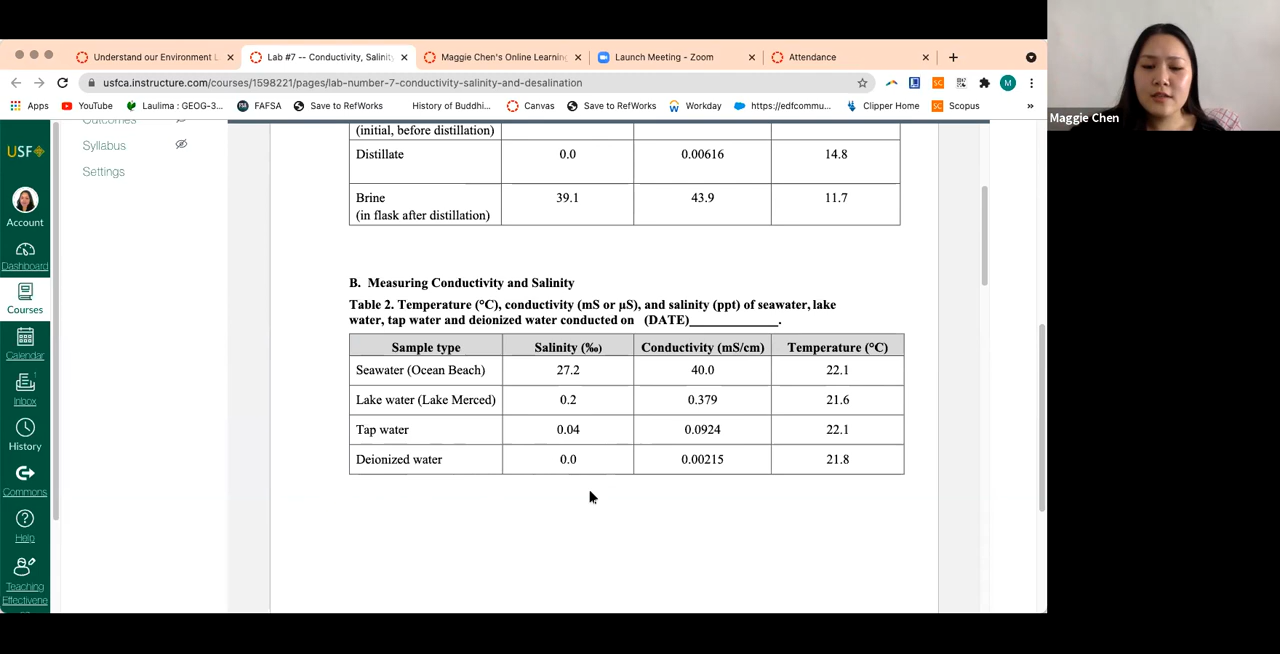 Understand our Environment L
Lab #7 -- Conductivity, Salinity
Maggie Chen's Online Learning
Launch Meeting - Zoom
Attendance
usfca.instructure.com/courses/1598221/pages/lab-number-7-conductivity-salinity-and-desalination
M
Apps
YouTube
Laulima : GEOG-3...
FAFSA
Save to RefWorks
History of Buddhi...
Canvas
Save to RefWorks
Workday
https://edfcommu...
Clipper Home
SC Scopus
»
Maggie Chen
USF
Account
Dashboard
Courses
Calendar
1
Inbox
History
Commons
Help
Teaching
Effectivene
Outcomes
Syllabus
Settings
(initial, before distillation)
Distillate 0.0 0.00616 14.8
Brine 39.1 43.9 11.7
(in flask after distillation)
B. Measuring Conductivity and Salinity
Table 2. Temperature (°C), conductivity (mS or µS), and salinity (ppt) of seawater, lake
water, tap water and deionized water conducted on (DATE)_____________.
Sample type Salinity (‰) Conductivity (mS/cm) Temperature (°C)
Seawater (Ocean Beach) 27.2 40.0 22.1
Lake water (Lake Merced) 0.2 0.379 21.6
Tap water 0.04 0.0924 22.1
Deionized water 0.0 0.00215 21.8